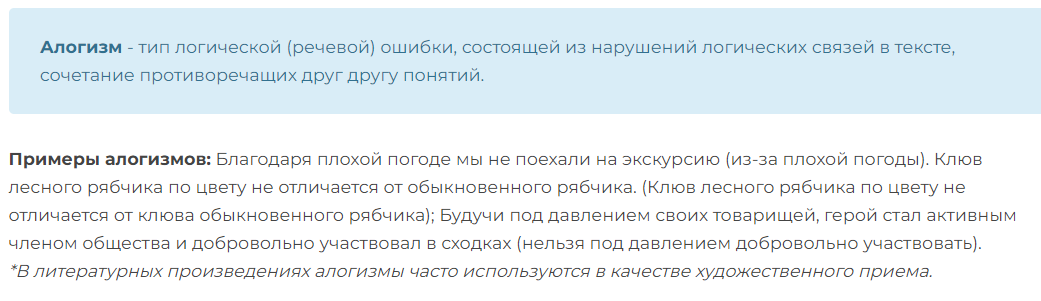 Алогизм - тип логической (речевой) ошибки, состоящей из нарушений логических связей в тексте,
сочетание противоречащих друг другу понятий.
Примеры алогизмов: Благодаря плохой погоде мы не поехали на экскурсию (из-за плохой погоды). Клюв
лесного рябчика по цвету не отличается от обыкновенного рябчика. (Клюв лесного рябчика по цвету не
отличается от клюва обыкновенного рябчика); Будучи под давлением своих товарищей, герой стал активным
членом общества и добровольно участвовал в сходках (нельзя под давлением добровольно участвовать).
*В литературных произведениях алогизмы часто используются в качестве художественного приема.